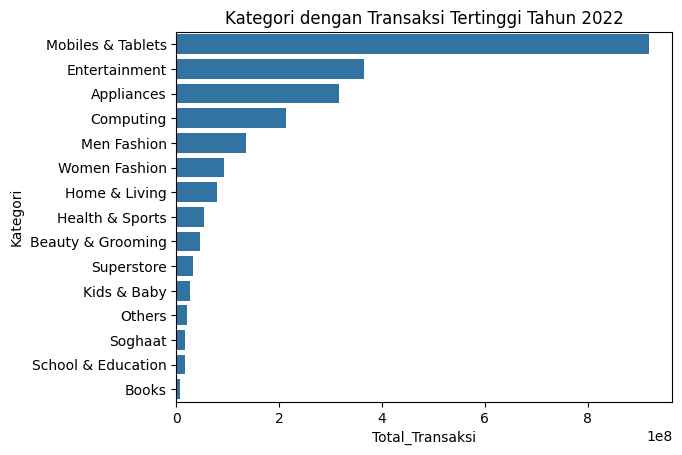 Kategori dengan Transaksi Tertinggi Tahun 2022
Kategori
Mobiles & Tablets
Entertainment
Appliances
Computing
Men Fashion
Women Fashion
Home & Living
Health & Sports
Beauty & Grooming
Superstore
Kids & Baby
Others
Soghaat
School & Education
Books
0 2 4 6 8
1e8
Total_Transaksi